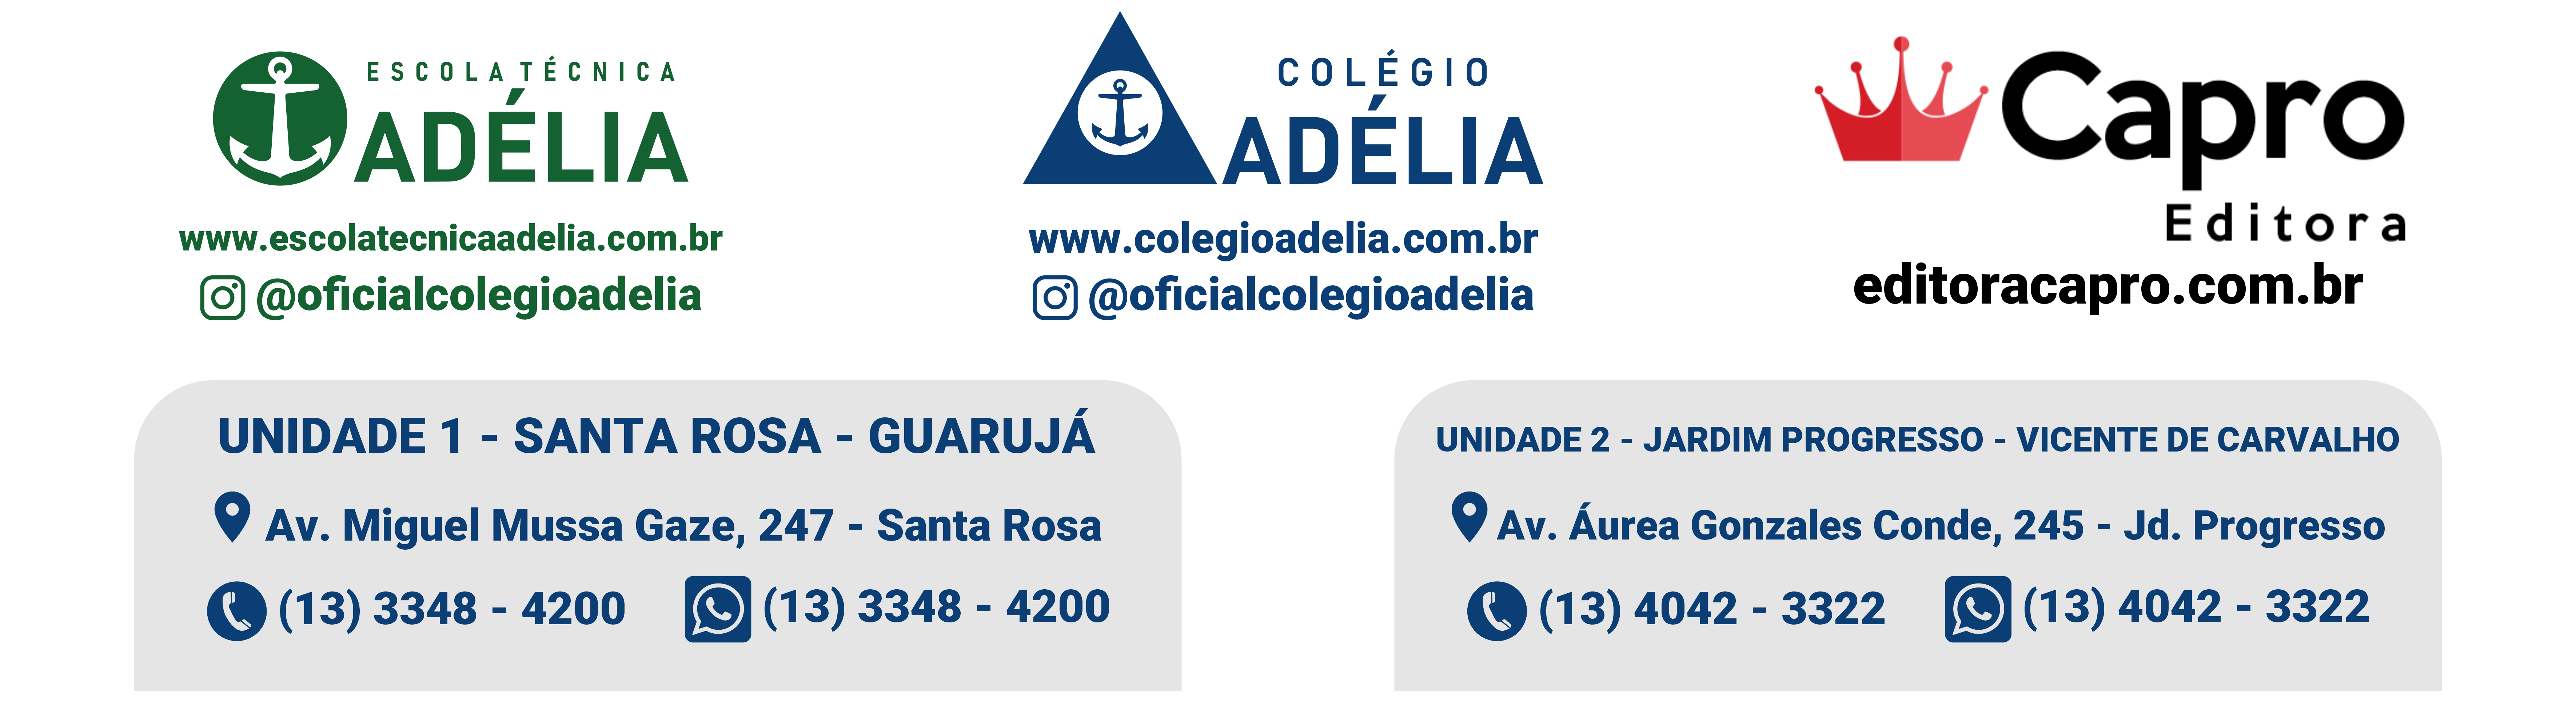 ESCOLA TÉCNICA
ADÉLIA
www.escolatecnicaadelia.com.br
@oficialcolegioadelia
COLÉGIO
ADÉLIA
www.colegioadelia.com.br
@oficialcolegioadelia
Capro
Editora
editoracapro.com.br
UNIDADE 1 - SANTA ROSA - GUARUJÁ
Av. Miguel Mussa Gaze, 247 - Santa Rosa
(13) 3348 - 4200
(13) 3348 - 4200
UNIDADE 2 - JARDIM PROGRESSO - VICENTE DE CARVALHO
Av. Áurea Gonzales Conde, 245 - Jd. Progresso
(13) 4042 - 3322
(13) 4042 - 3322